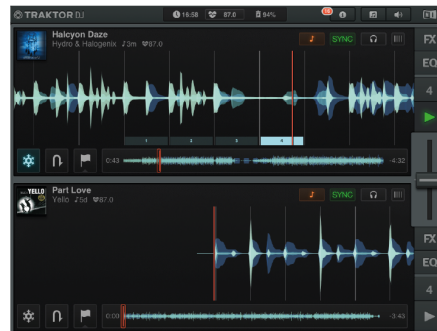 TRAKTOR DJ 16:58 87.0 84%
Halcyon Daze
Hydro & Halogenix ♪3m 87.0
SYNC
FX
EQ
4
1 2 3 4
0:43 -4:32
YELLO
Part Love
Yello ♪5d 87.0
SYNC
FX
EQ
4
0:00 -3:43